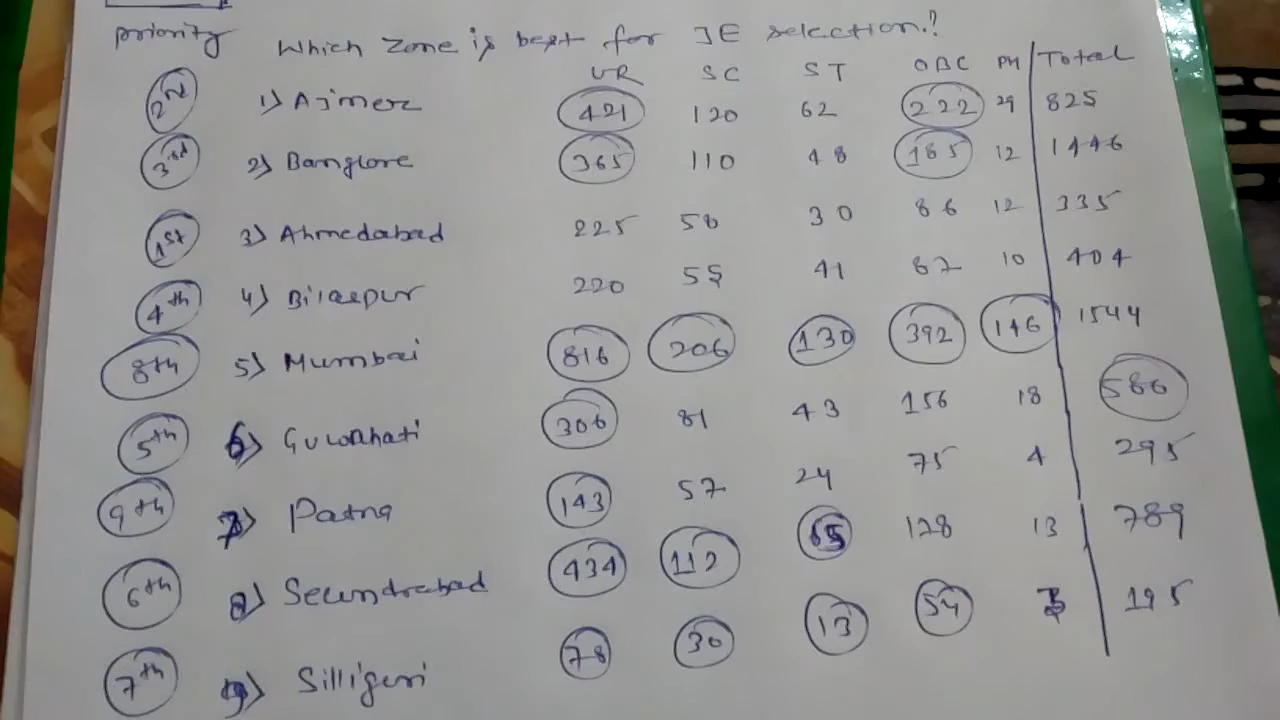 priority Which Zone is best for JE selection.?
UR SC ST OBC PH Total
2nd 1) Ajmer 421 120 62 222 29 825
3rd 2) Banglore 365 110 48 185 12 1446
1st 3) Ahmedabad 225 58 30 86 12 335
4th 4) Bilaspur 220 55 41 87 10 404
8th 5) Mumbai 816 206 130 392 146 1544
5th 6) Guwahati 306 81 43 156 18 586
9th 7) Patna 143 57 24 75 4 295
6th 8) Secundrabad 434 112 65 128 13 789
7th 9) Silliguri 78 30 13 54 195